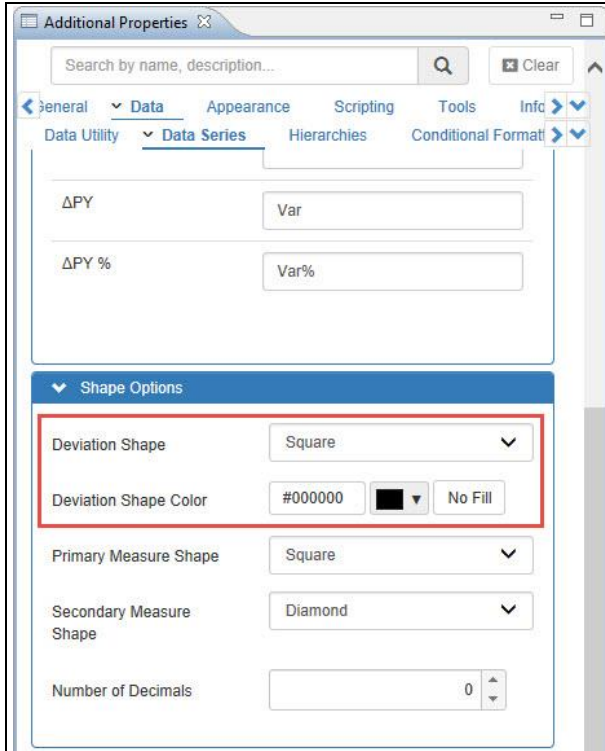 Additional Properties
Search by name, description...
Clear
General Data Appearance Scripting Tools Info
Data Utility Data Series Hierarchies Conditional Formatt
ΔPY
Var
ΔPY %
Var%
Shape Options
Deviation Shape
Square
Deviation Shape Color
#000000
No Fill
Primary Measure Shape
Square
Secondary Measure
Shape
Diamond
Number of Decimals
0